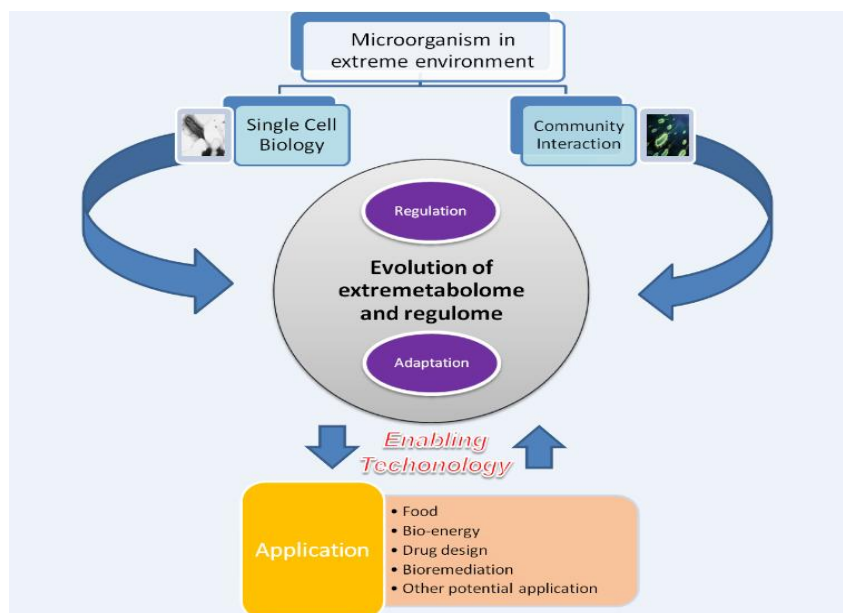 Microorganism in
extreme environment
Single Cell
Biology
Community
Interaction
Regulation
Evolution of
extremetabolome
and regulome
Adaptation
Enabling
Techonology
Application
• Food
• Bio-energy
• Drug design
• Bioremediation
• Other potential application